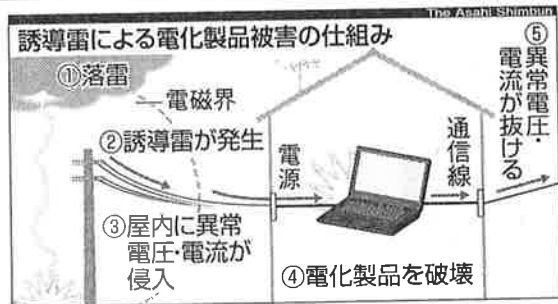 The Asahi Shimbun
誘導雷による電化製品被害の仕組み
①落雷
電磁界
②誘導雷が発生
③屋内に異常
電圧・電流が
侵入
電源
④電化製品を破壊
通信線
⑤異常電圧・
電流が抜ける